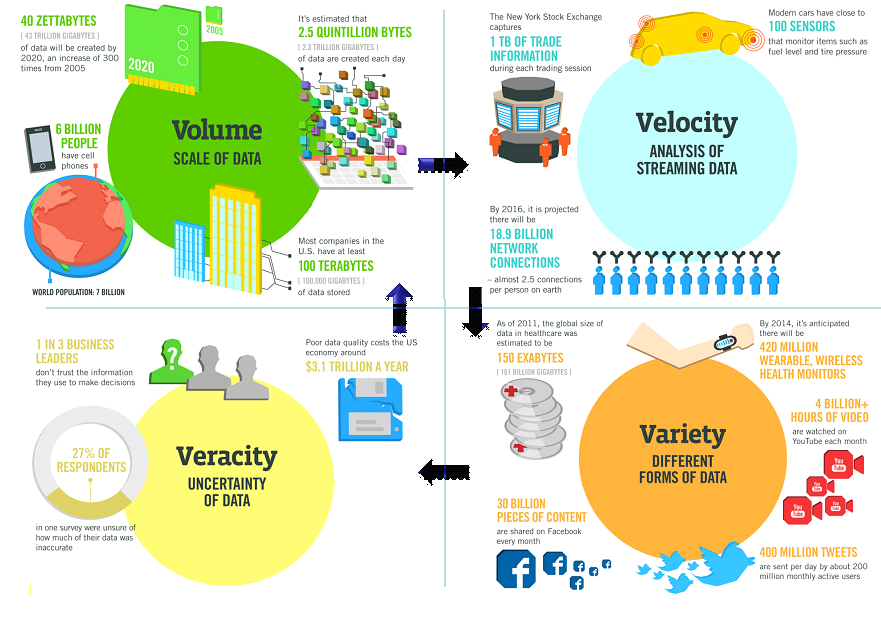 40 ZETTABYTES
[ 43 TRILLION GIGABYTES ]
of data will be created by
2020, an increase of 300
times from 2005
2020
2005
It's estimated that
2.5 QUINTILLION BYTES
[ 2.3 TRILLION GIGABYTES ]
of data are created each day
6 BILLION
PEOPLE
have cell
phones
WORLD POPULATION: 7 BILLION
Volume
SCALE OF DATA
Most companies in the
U.S. have at least
100 TERABYTES
[ 100,000 GIGABYTES ]
of data stored
The New York Stock Exchange
captures
1 TB OF TRADE
INFORMATION
during each trading session
Modern cars have close to
100 SENSORS
that monitor items such as
fuel level and tire pressure
Velocity
ANALYSIS OF
STREAMING DATA
By 2016, it is projected
there will be
18.9 BILLION
NETWORK
CONNECTIONS
– almost 2.5 connections
per person on earth
1 IN 3 BUSINESS
LEADERS
don't trust the information
they use to make decisions
?
Poor data quality costs the US
economy around
$3.1 TRILLION A YEAR
27% OF
RESPONDENTS
in one survey were unsure of
how much of their data was
inaccurate
Veracity
UNCERTAINTY
OF DATA
As of 2011, the global size of
data in healthcare was
estimated to be
150 EXABYTES
[ 161 BILLION GIGABYTES ]
By 2014, it's anticipated
there will be
420 MILLION
WEARABLE, WIRELESS
HEALTH MONITORS
4 BILLION+
HOURS OF VIDEO
are watched on
YouTube each month
You
Tube
You
Tube
You
Tube
You
Tube
Variety
DIFFERENT
FORMS OF DATA
30 BILLION
PIECES OF CONTENT
are shared on Facebook
every month
f
f
f
f
f
f
400 MILLION TWEETS
are sent per day by about 200
million monthly active users